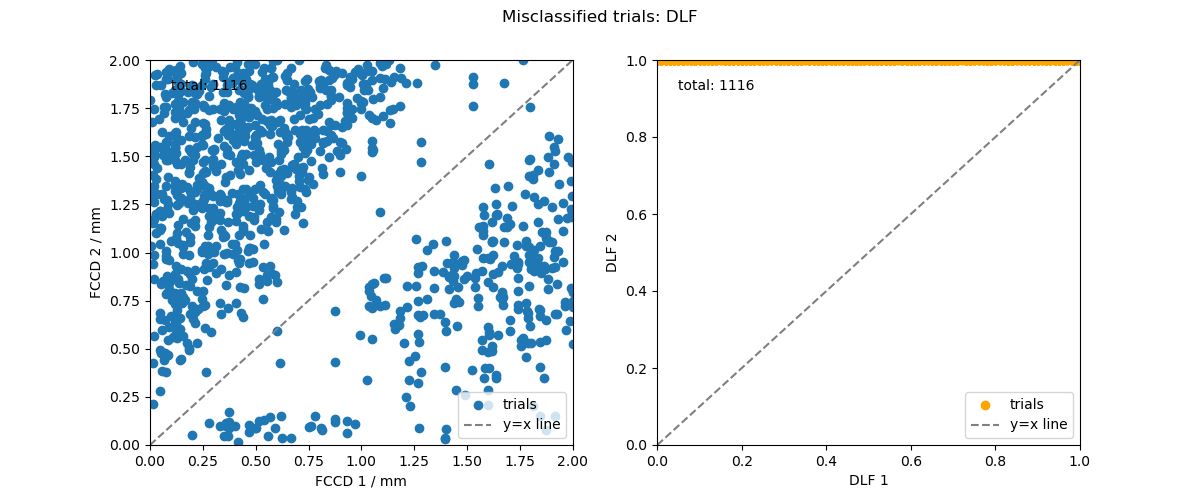 Misclassified trials: DLF
total: 1116
trials
y=x line
2.00
1.75
1.50
1.25
1.00
0.75
0.50
0.25
0.00
FCCD 2 / mm
0.00 0.25 0.50 0.75 1.00 1.25 1.50 1.75 2.00
FCCD 1 / mm
total: 1116
trials
y=x line
1.0
0.8
0.6
0.4
0.2
0.0
DLF 2
0.0 0.2 0.4 0.6 0.8 1.0
DLF 1